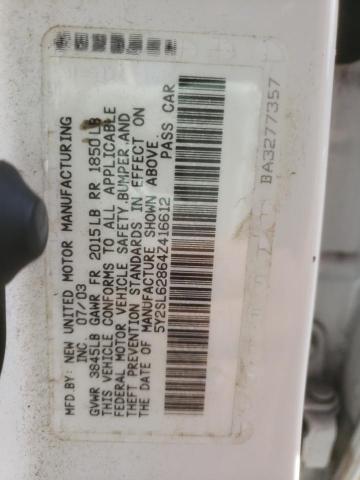 MFD.BY: NEW UNITED MOTOR MANUFACTURING
INC 07/03
GVWR 3845LB GAWR FR 2015LB RR 1850LB
THIS VEHICLE CONFORMS TO ALL APPLICABLE
FEDERAL MOTOR VEHICLE SAFETY,BUMPER,AND
THEFT PREVENTION STANDARDS IN EFFECT ON
THE DATE OF MANUFACTURE SHOWN ABOVE.
5Y2SL62864Z416612 PASS CAR
BA3277357